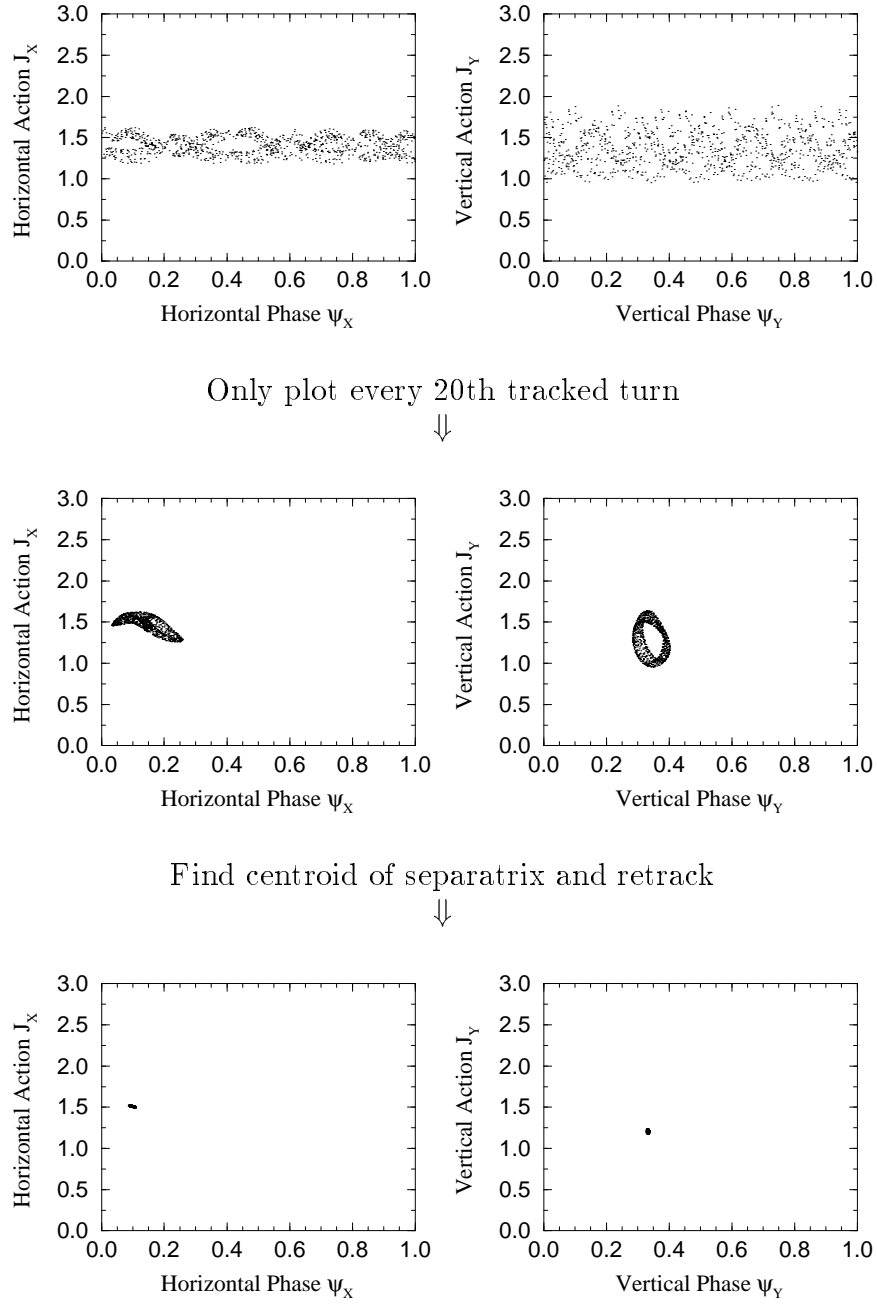 3.0 3.0
2.5 2.5
2.0 2.0
1.5 1.5
1.0 1.0
0.5 0.5
0.0 0.0
0.0 0.2 0.4 0.6 0.8 1.0 0.0 0.2 0.4 0.6 0.8 1.0
Horizontal Action J_X
Vertical Action J_Y
Horizontal Phase ψ_X Vertical Phase ψ_Y
Only plot every 20th tracked turn
⇓
3.0 3.0
2.5 2.5
2.0 2.0
1.5 1.5
1.0 1.0
0.5 0.5
0.0 0.0
0.0 0.2 0.4 0.6 0.8 1.0 0.0 0.2 0.4 0.6 0.8 1.0
Horizontal Action J_X
Vertical Action J_Y
Horizontal Phase ψ_X Vertical Phase ψ_Y
Find centroid of separatrix and retrack
⇓
3.0 3.0
2.5 2.5
2.0 2.0
1.5 1.5
1.0 1.0
0.5 0.5
0.0 0.0
0.0 0.2 0.4 0.6 0.8 1.0 0.0 0.2 0.4 0.6 0.8 1.0
Horizontal Action J_X
Vertical Action J_Y
Horizontal Phase ψ_X Vertical Phase ψ_Y